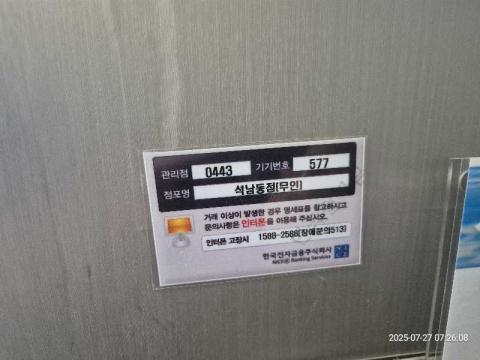 관리점 0443 기기번호 577
점포명 석남동점(무인)
거래 이상이 발생한 경우 명세표를 참고하시고
문의사항은 인터폰을 이용해 주십시오.
인터폰 고장시 1588-2588(장애문의513)
한국전자금융주식회사
NICE Banking Services
2025-07-27 07:26:08